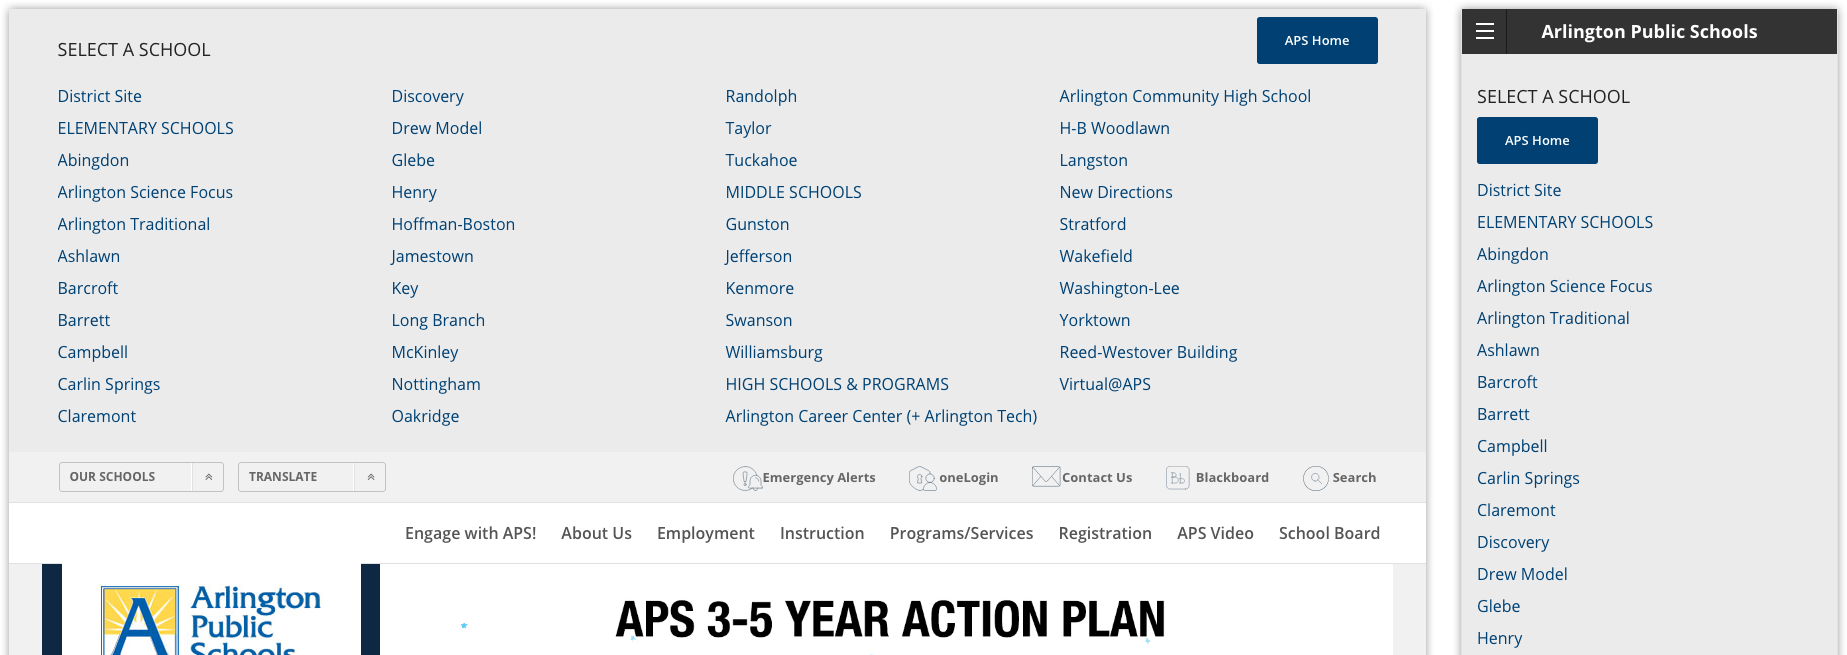 SELECT A SCHOOL
APS Home
District Site
ELEMENTARY SCHOOLS
Abingdon
Arlington Science Focus
Arlington Traditional
Ashlawn
Barcroft
Barrett
Campbell
Carlin Springs
Claremont
Discovery
Drew Model
Glebe
Henry
Hoffman-Boston
Jamestown
Key
Long Branch
McKinley
Nottingham
Oakridge
Randolph
Taylor
Tuckahoe
MIDDLE SCHOOLS
Gunston
Jefferson
Kenmore
Swanson
Williamsburg
HIGH SCHOOLS & PROGRAMS
Arlington Career Center (+ Arlington Tech)
Arlington Community High School
H-B Woodlawn
Langston
New Directions
Stratford
Wakefield
Washington-Lee
Yorktown
Reed-Westover Building
Virtual@APS
OUR SCHOOLS
TRANSLATE
Emergency Alerts
oneLogin
Bb
Contact Us
Blackboard
Search
Engage with APS!
About Us
Employment
Instruction
Programs/Services
Registration
APS Video
School Board
A
Arlington
Public
Schools
APS 3-5 YEAR ACTION PLAN
Arlington Public Schools
SELECT A SCHOOL
APS Home
District Site
ELEMENTARY SCHOOLS
Abingdon
Arlington Science Focus
Arlington Traditional
Ashlawn
Barcroft
Barrett
Campbell
Carlin Springs
Claremont
Discovery
Drew Model
Glebe
Henry